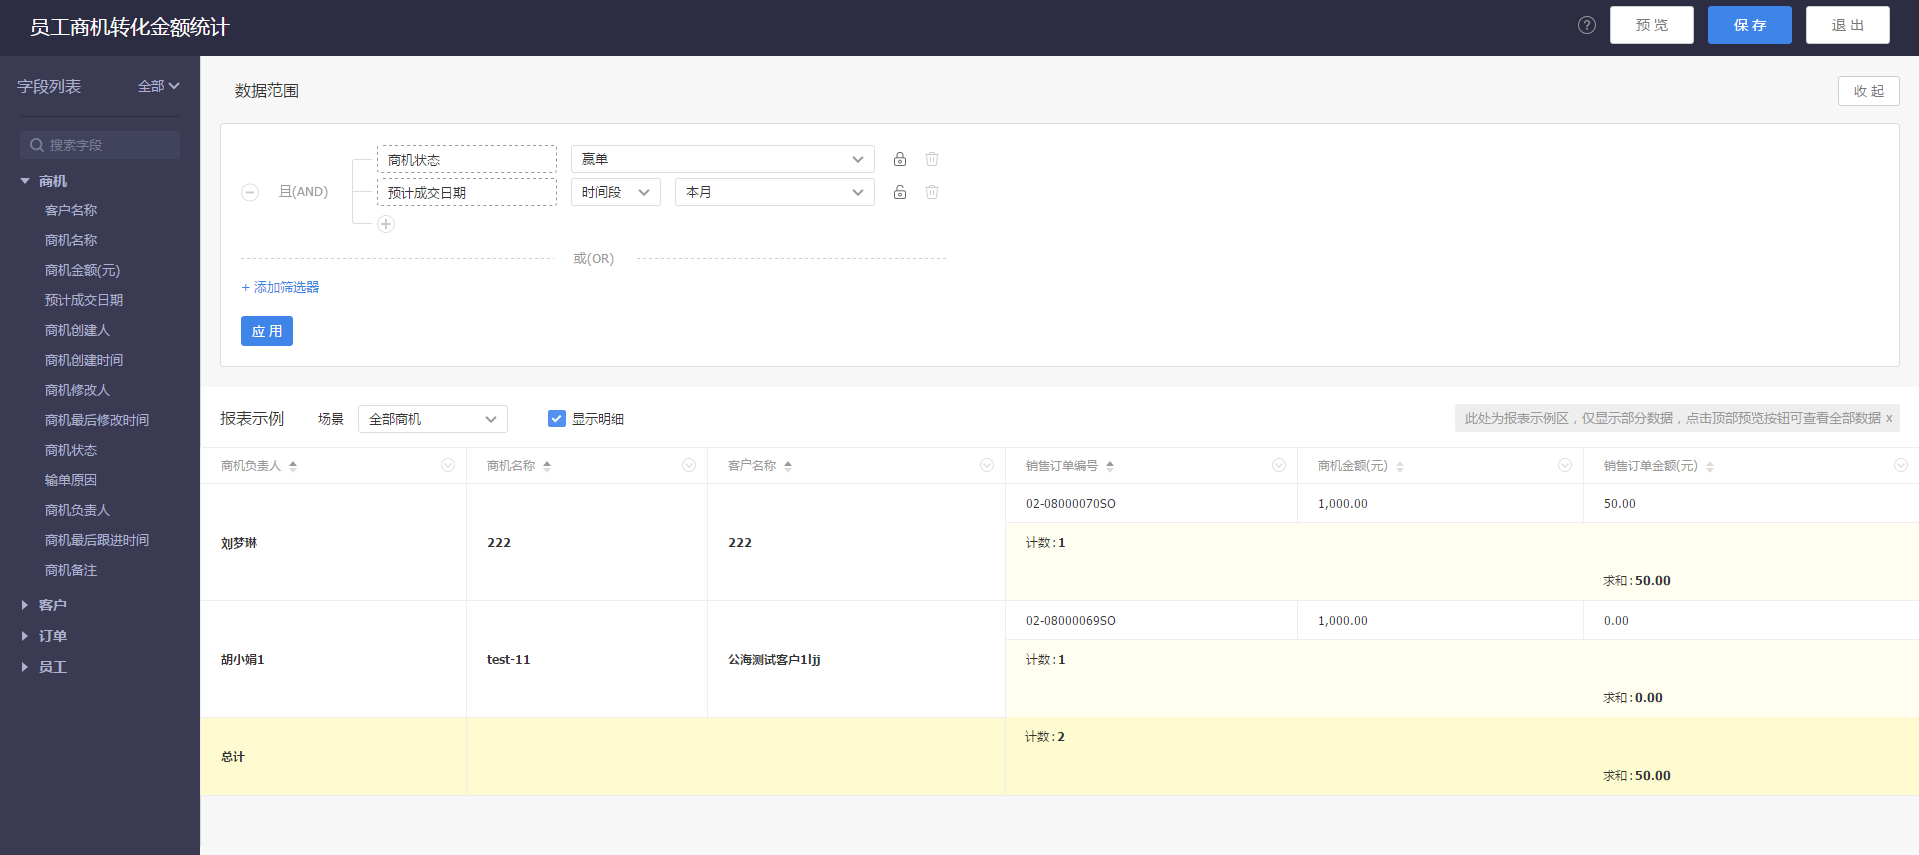 员工商机转化金额统计
?
预 览
保 存
退 出
字段列表
全部
搜索字段
商机
客户名称
商机名称
商机金额(元)
预计成交日期
商机创建人
商机创建时间
商机修改人
商机最后修改时间
商机状态
输单原因
商机负责人
商机最后跟进时间
商机备注
客户
订单
员工
数据范围
收 起
且(AND)
商机状态
赢单
预计成交日期
时间段
本月
或(OR)
+ 添加筛选器
应 用
报表示例
场景
全部商机
显示明细
此处为报表示例区，仅显示部分数据，点击顶部预览按钮可查看全部数据 x
商机负责人 商机名称 客户名称 销售订单编号 商机金额(元) 销售订单金额(元)
02-08000070SO 1,000.00 50.00
刘梦琳 222 222 计数:1
求和:50.00
02-08000069SO 1,000.00 0.00
胡小娟1 test-11 公海测试客户1ljj 计数:1
求和:0.00
计数:2
总计
求和:50.00